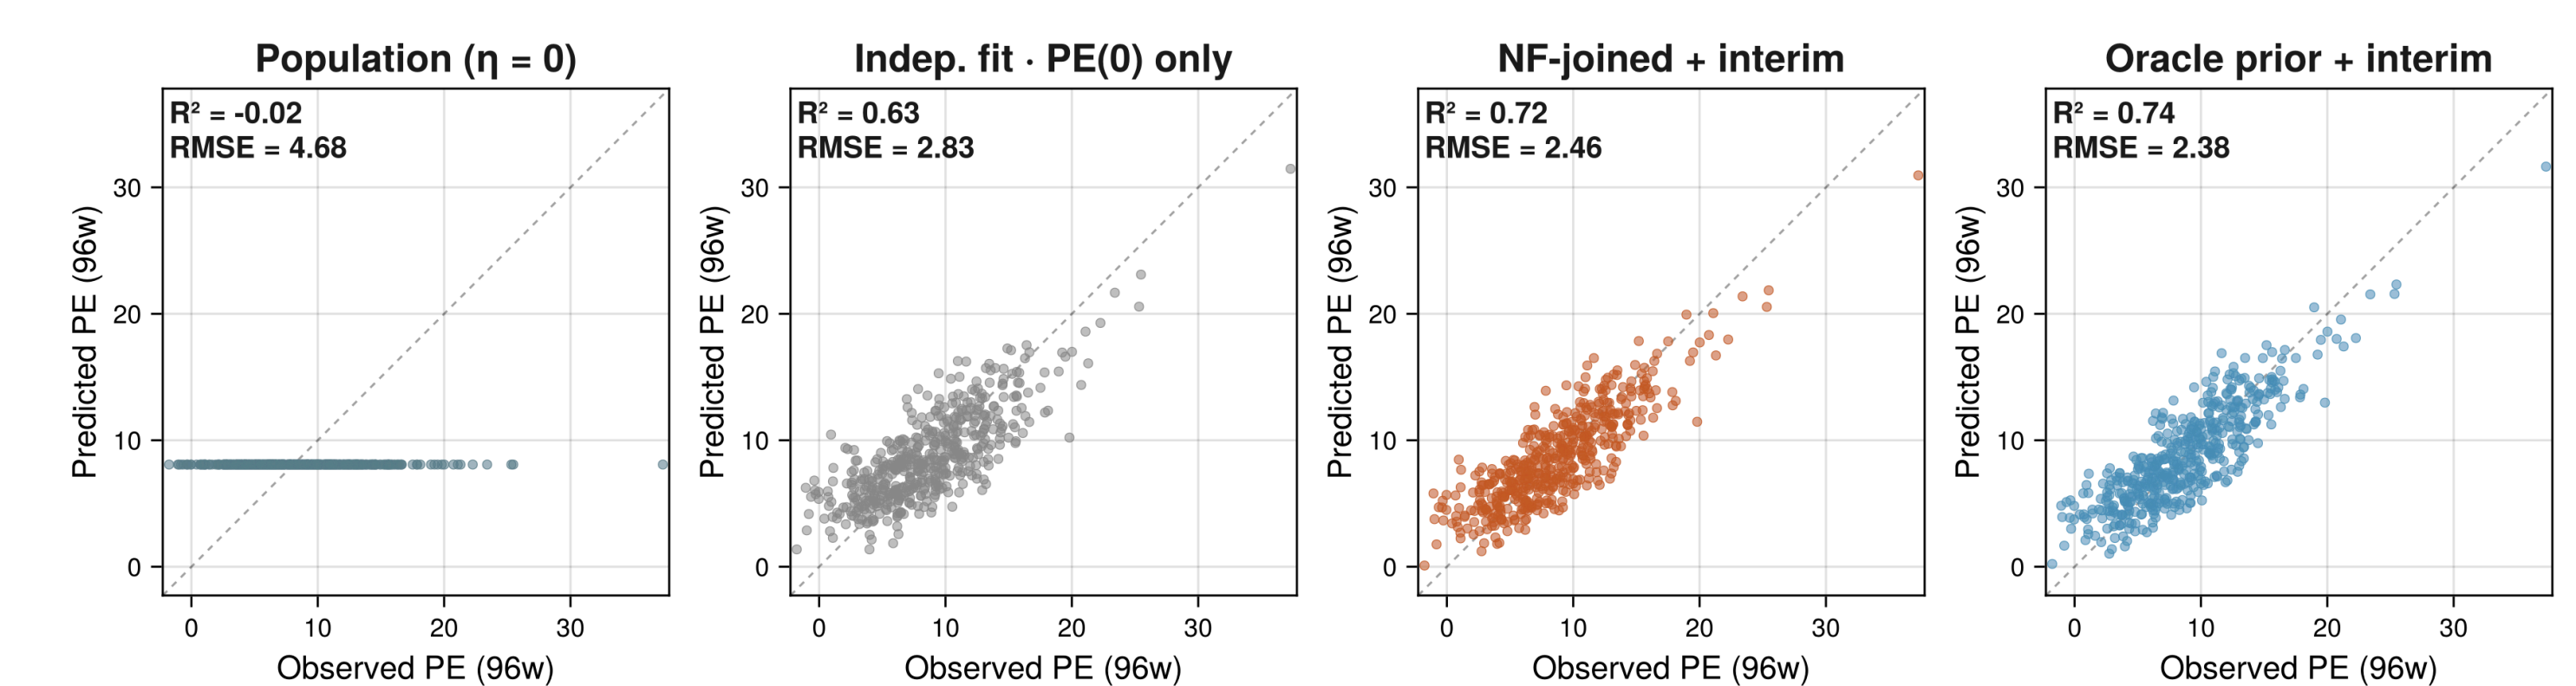 Population (η = 0)
R² = -0.02
RMSE = 4.68
30
20
10
0
0 10 20 30
Predicted PE (96w)
Observed PE (96w)
Indep. fit · PE(0) only
R² = 0.63
RMSE = 2.83
30
20
10
0
0 10 20 30
Predicted PE (96w)
Observed PE (96w)
NF-joined + interim
R² = 0.72
RMSE = 2.46
30
20
10
0
0 10 20 30
Predicted PE (96w)
Observed PE (96w)
Oracle prior + interim
R² = 0.74
RMSE = 2.38
30
20
10
0
0 10 20 30
Predicted PE (96w)
Observed PE (96w)